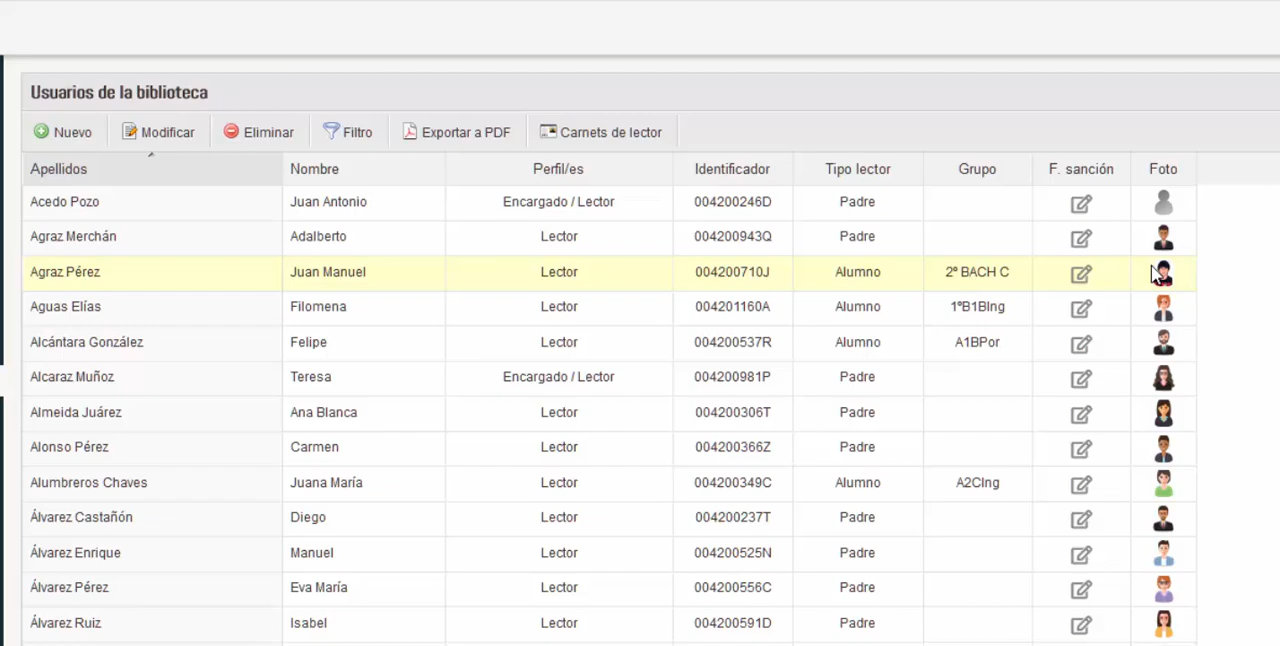 Usuarios de la biblioteca
Nuevo Modificar Eliminar Filtro Exportar a PDF Carnets de lector
Apellidos Nombre Perfil/es Identificador Tipo lector Grupo F. sanción Foto
Acedo Pozo Juan Antonio Encargado / Lector 004200246D Padre
Agraz Merchán Adalberto Lector 004200943Q Padre
Agraz Pérez Juan Manuel Lector 004200710J Alumno 2º BACH C
Aguas Elías Filomena Lector 004201160A Alumno 1ºB1BIng
Alcántara González Felipe Lector 004200537R Alumno A1BPor
Alcaraz Muñoz Teresa Encargado / Lector 004200981P Padre
Almeida Juárez Ana Blanca Lector 004200306T Padre
Alonso Pérez Carmen Lector 004200366Z Padre
Alumbreros Chaves Juana María Lector 004200349C Alumno A2CIng
Álvarez Castañón Diego Lector 004200237T Padre
Álvarez Enrique Manuel Lector 004200525N Padre
Álvarez Pérez Eva María Lector 004200556C Padre
Álvarez Ruiz Isabel Lector 004200591D Padre